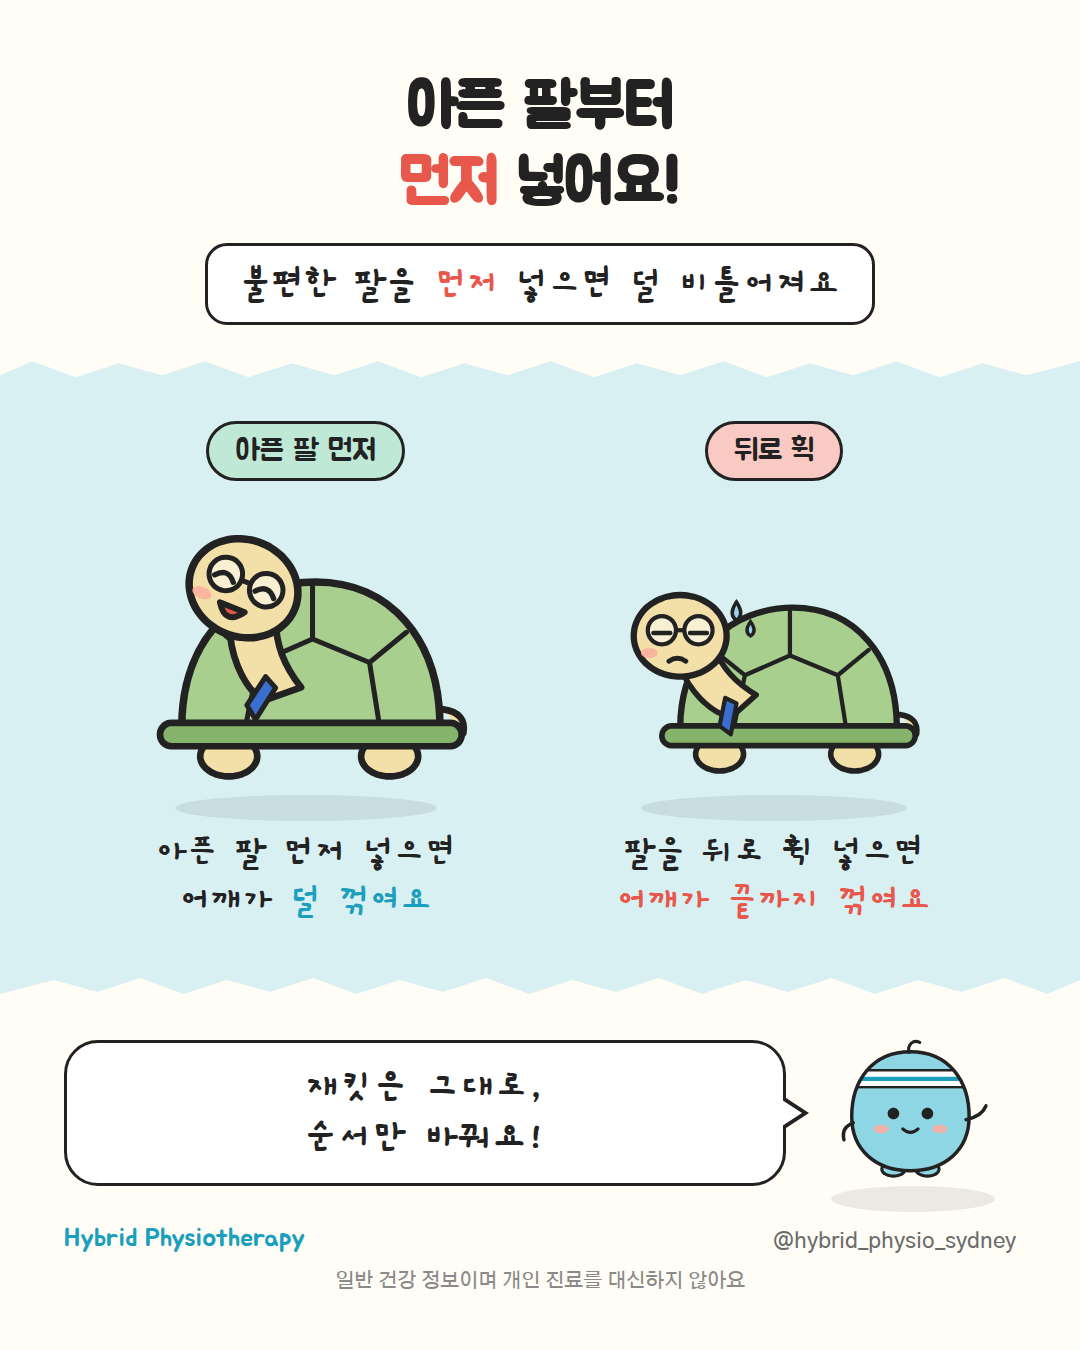 아픈 팔부터
먼저 넣어요!
불편한 팔을 먼저 넣으면 덜 비틀어져요
아픈 팔 먼저
뒤로 휙
아픈 팔 먼저 넣으면
어깨가 덜 꺾여요
팔을 뒤로 휙 넣으면
어깨가 끝까지 꺾여요
재킷은 그대로,
순서만 바꿔요!
Hybrid Physiotherapy
@hybrid_physio_sydney
일반 건강 정보이며 개인 진료를 대신하지 않아요